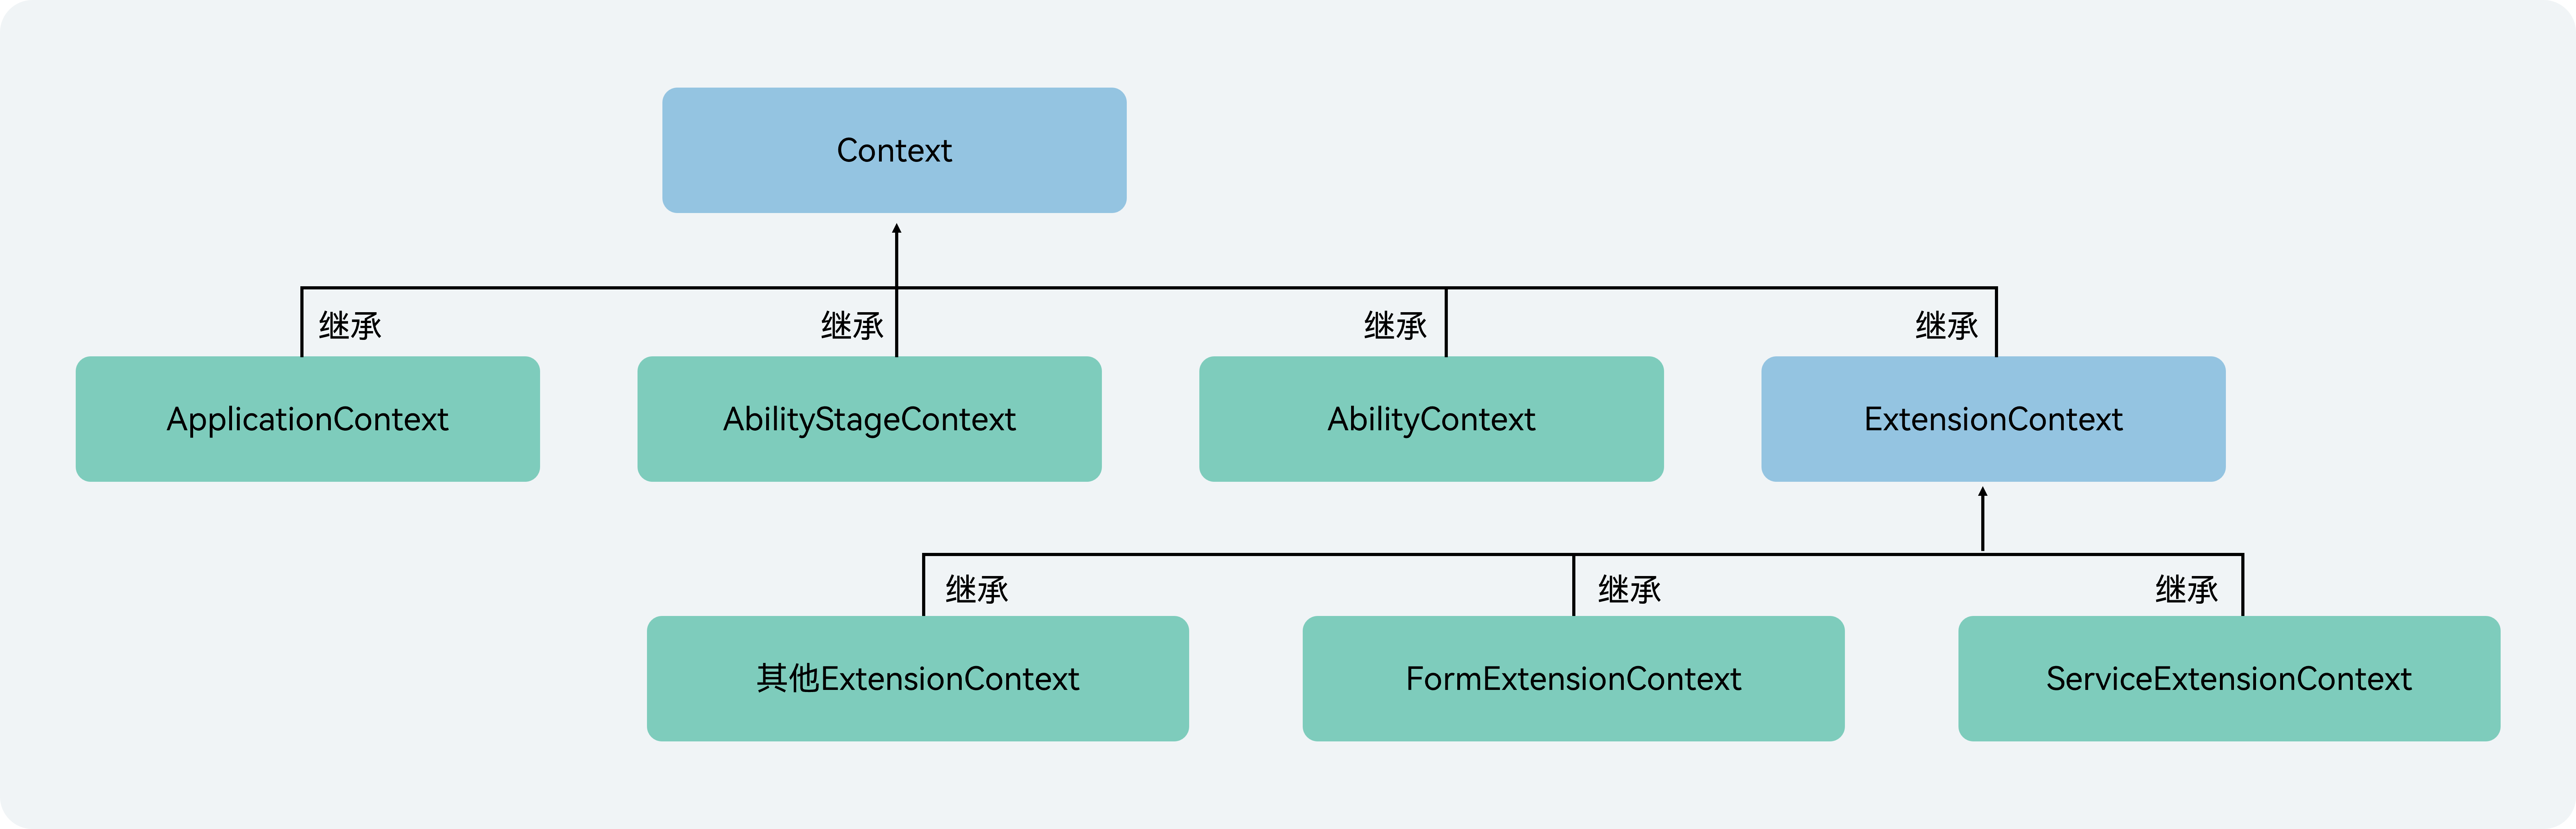 Context
继承
继承
继承
继承
ApplicationContext
AbilityStageContext
AbilityContext
ExtensionContext
继承
继承
继承
其他ExtensionContext
FormExtensionContext
ServiceExtensionContext